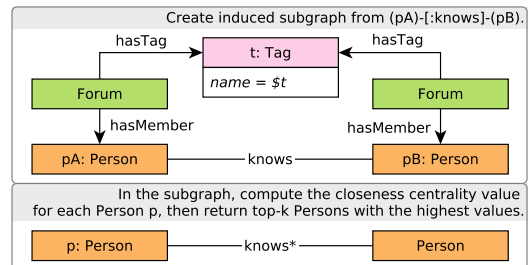 Create induced subgraph from (pA)-[:knows]-(pB).
hasTag
hasTag
t: Tag
name = $t
Forum
Forum
hasMember
hasMember
pA: Person
knows
pB: Person
In the subgraph, compute the closeness centrality value
for each Person p, then return top-k Persons with the highest values.
p: Person
knows*
Person